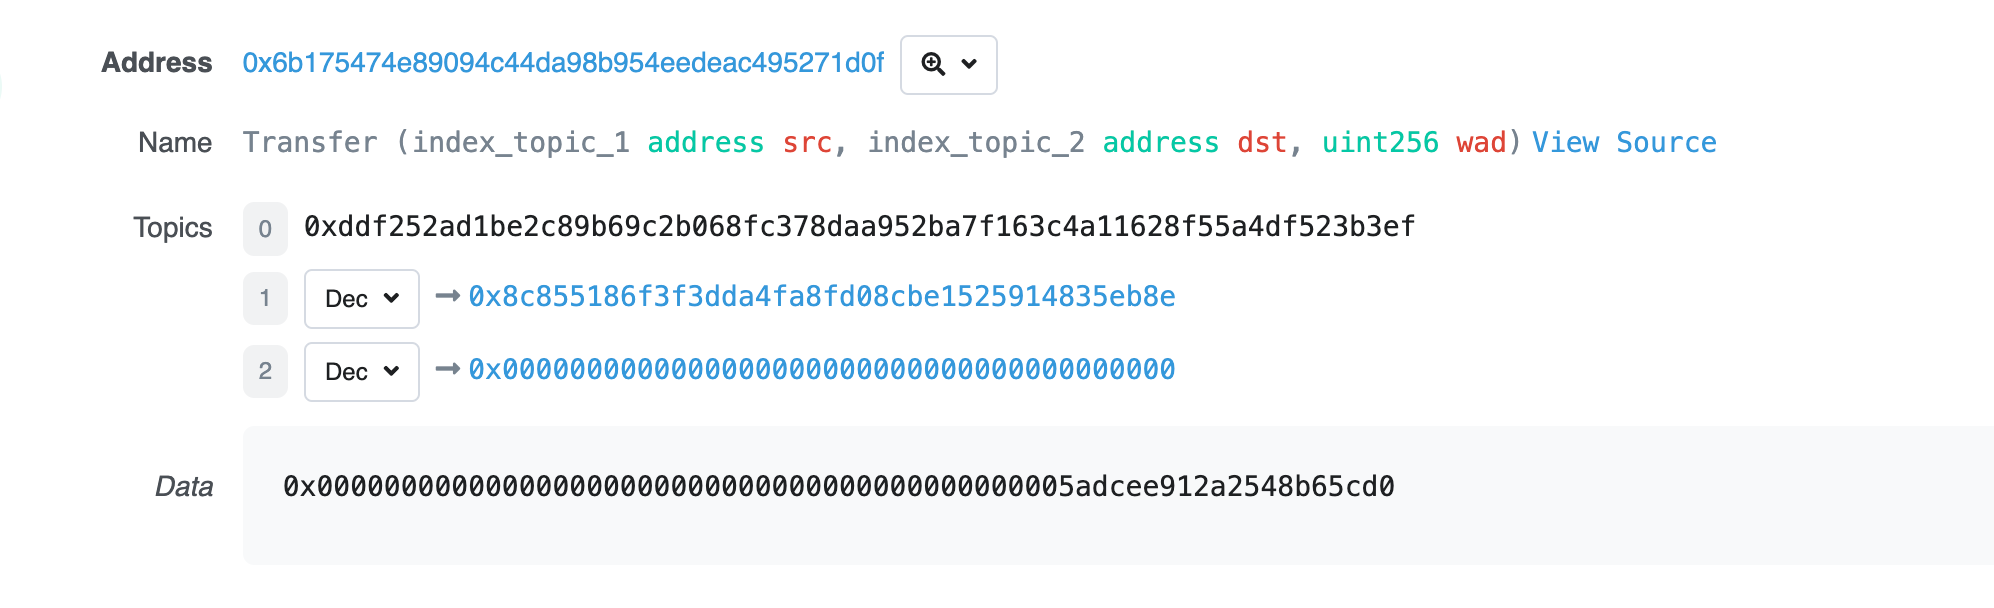 Address 0x6b175474e89094c44da98b954eedeac495271d0f
Name Transfer (index_topic_1 address src, index_topic_2 address dst, uint256 wad) View Source
Topics 0 0xddf252ad1be2c89b69c2b068fc378daa952ba7f163c4a11628f55a4df523b3ef
1 Dec → 0x8c855186f3f3dda4fa8fd08cbe1525914835eb8e
2 Dec → 0x0000000000000000000000000000000000000000
Data 0x000000000000000000000000000000000000000000005adcee912a2548b65cd0